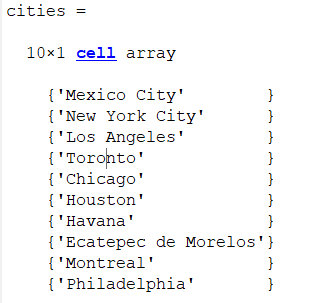 cities =
10×1 cell array
{'Mexico City'        }
{'New York City'      }
{'Los Angeles'        }
{'Toronto'            }
{'Chicago'            }
{'Houston'            }
{'Havana'             }
{'Ecatepec de Morelos'}
{'Montreal'           }
{'Philadelphia'       }